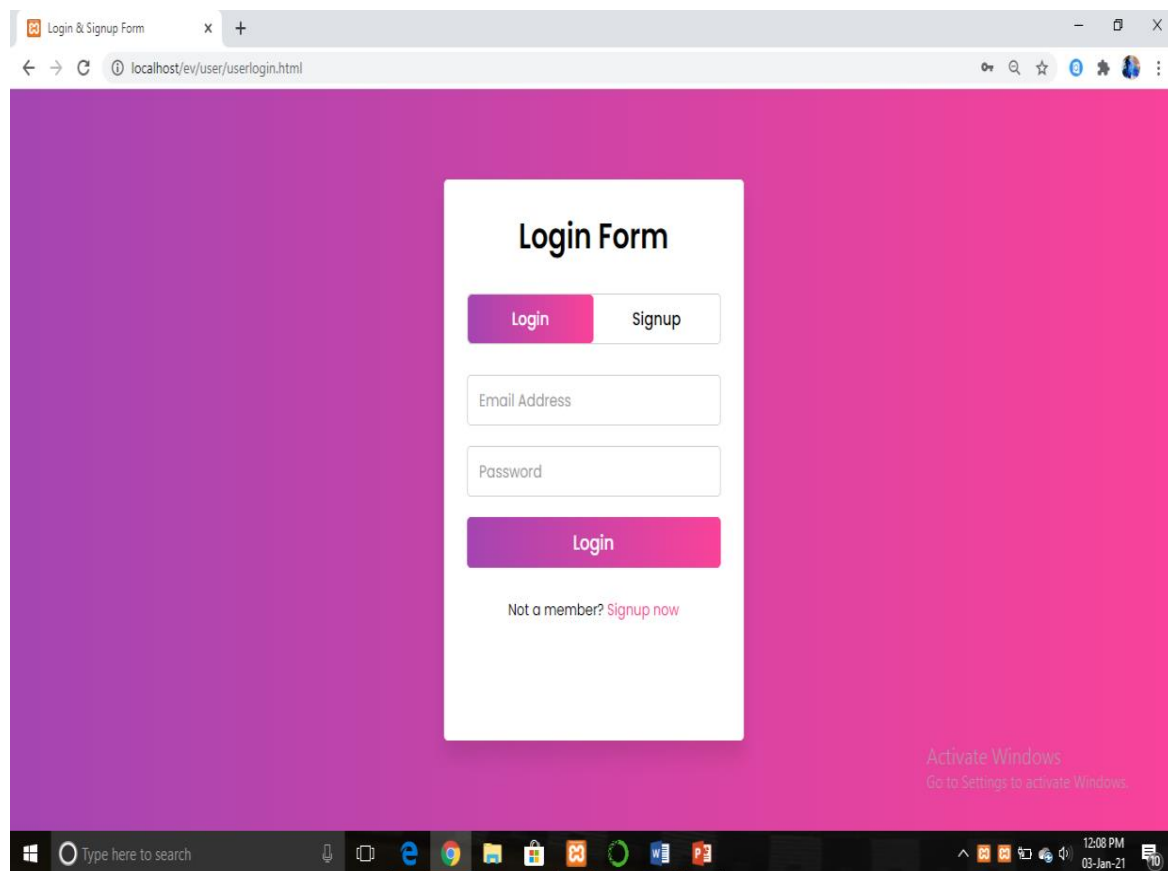 Login & Signup Form
localhost/ev/user/userlogin.html
Login Form
Login Signup
Email Address
Password
Login
Not a member? Signup now
Activate Windows
Go to Settings to activate Windows.
Type here to search
12:08 PM
03-Jan-21
10